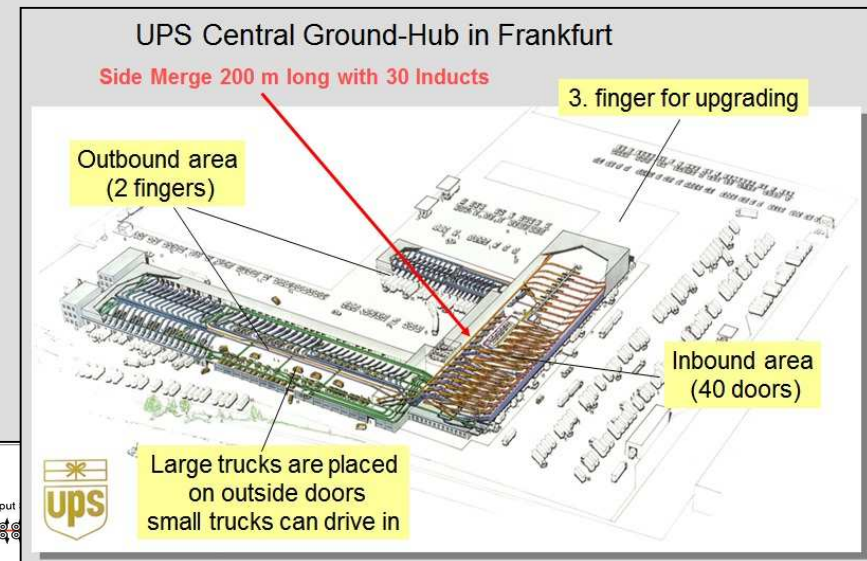 UPS Central Ground-Hub in Frankfurt
Side Merge 200 m long with 30 Inducts
3. finger for upgrading
Outbound area
(2 fingers)
Inbound area
(40 doors)
Large trucks are placed
on outside doors
small trucks can drive in
ups
put